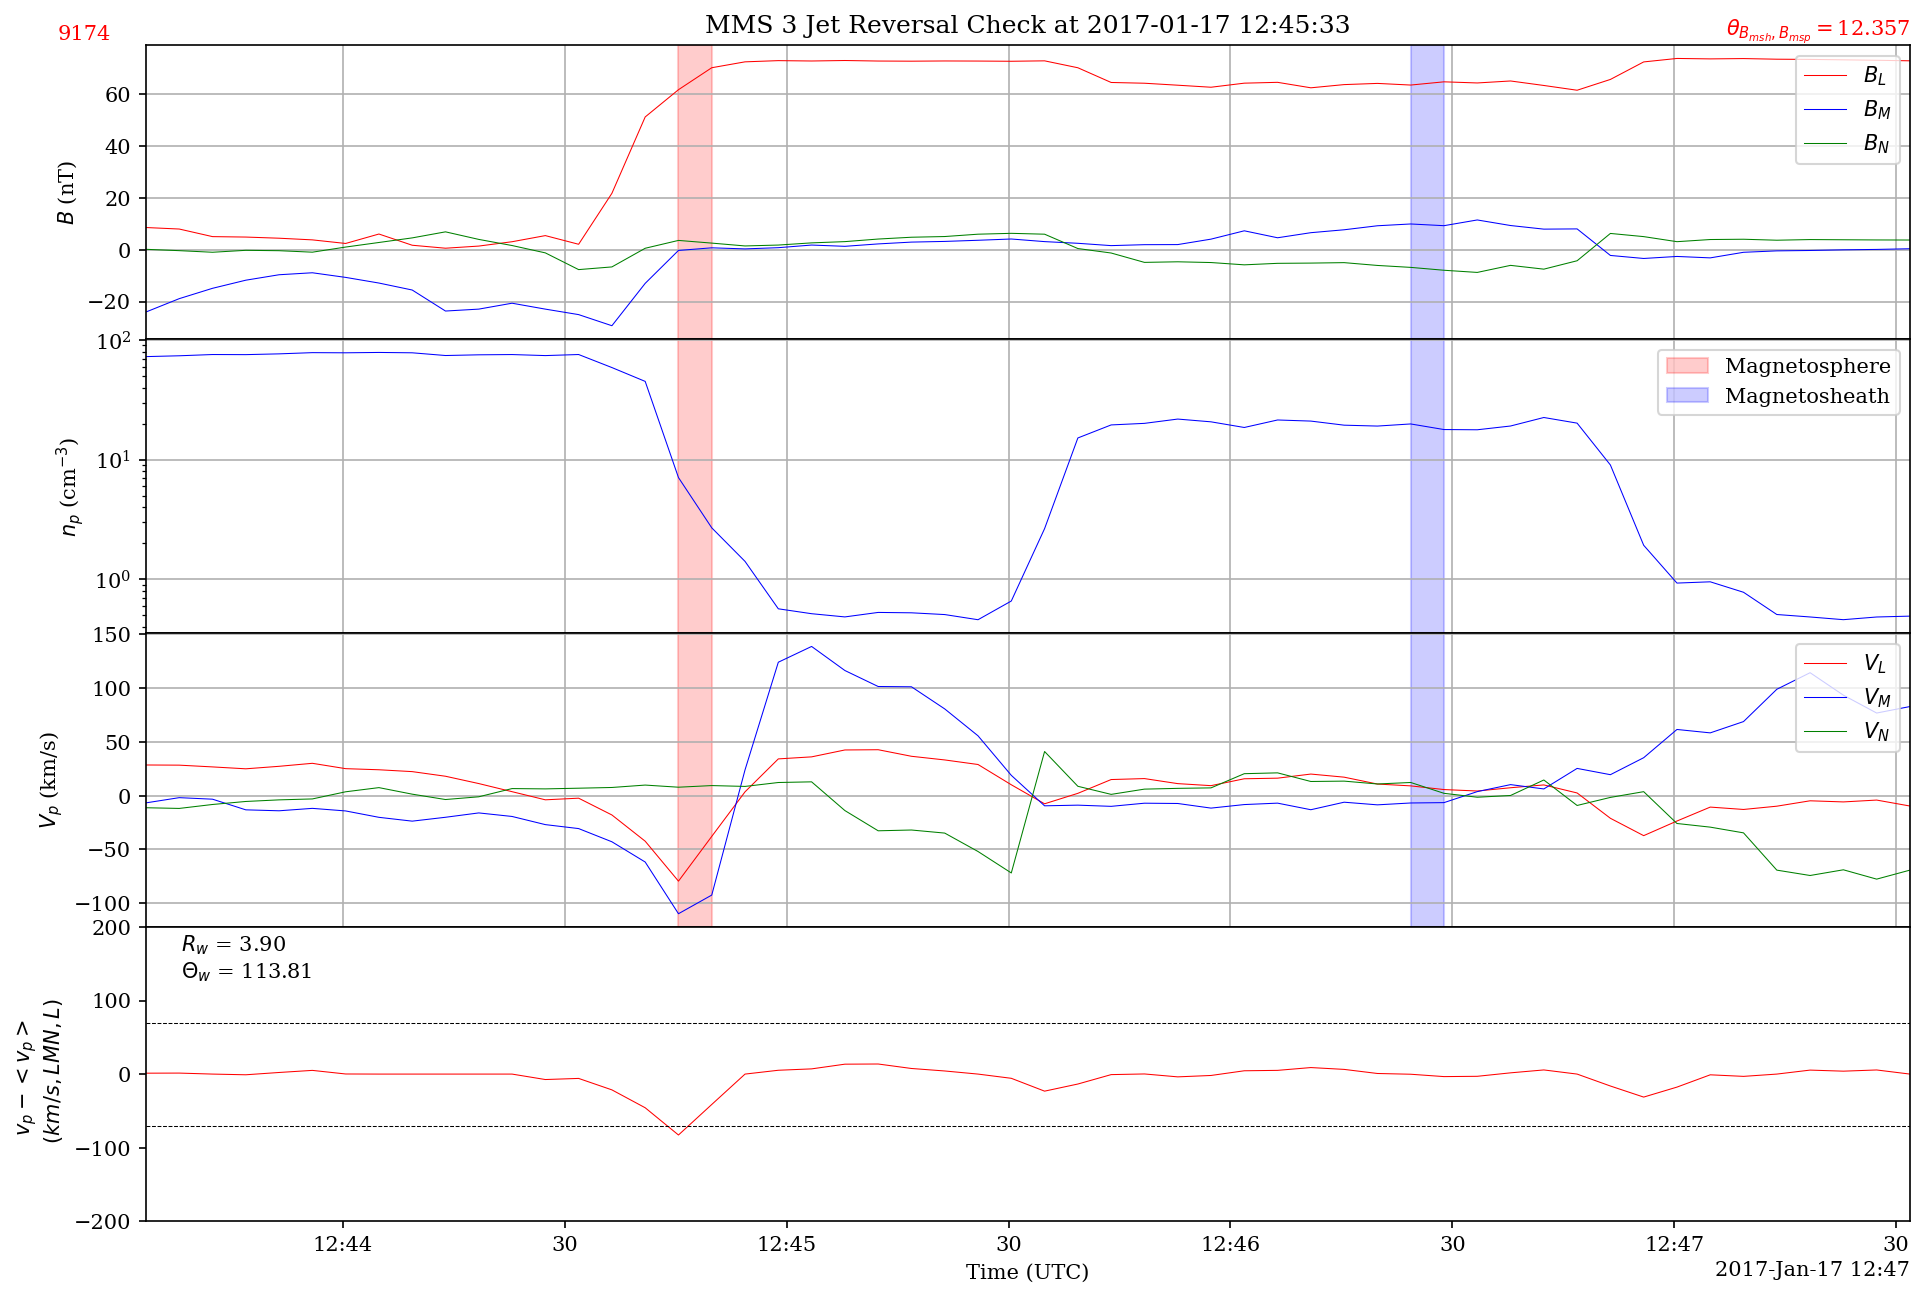 MMS 3 Jet Reversal Check at 2017-01-17 12:45:33
9174
θ_{B_{msh}, B_{msp}} = 12.357
B (nT)
60
40
20
0
−20
B_L
B_M
B_N
n_p (cm^{−3})
10^2
10^1
10^0
Magnetosphere
Magnetosheath
V_p (km/s)
150
100
50
0
−50
−100
V_L
V_M
V_N
v_p − < v_p >
(km/s, LMN, L)
200
100
0
−100
−200
R_w = 3.90
Θ_w = 113.81
12:44 30 12:45 30 12:46 30 12:47 30
Time (UTC)
2017-Jan-17 12:47